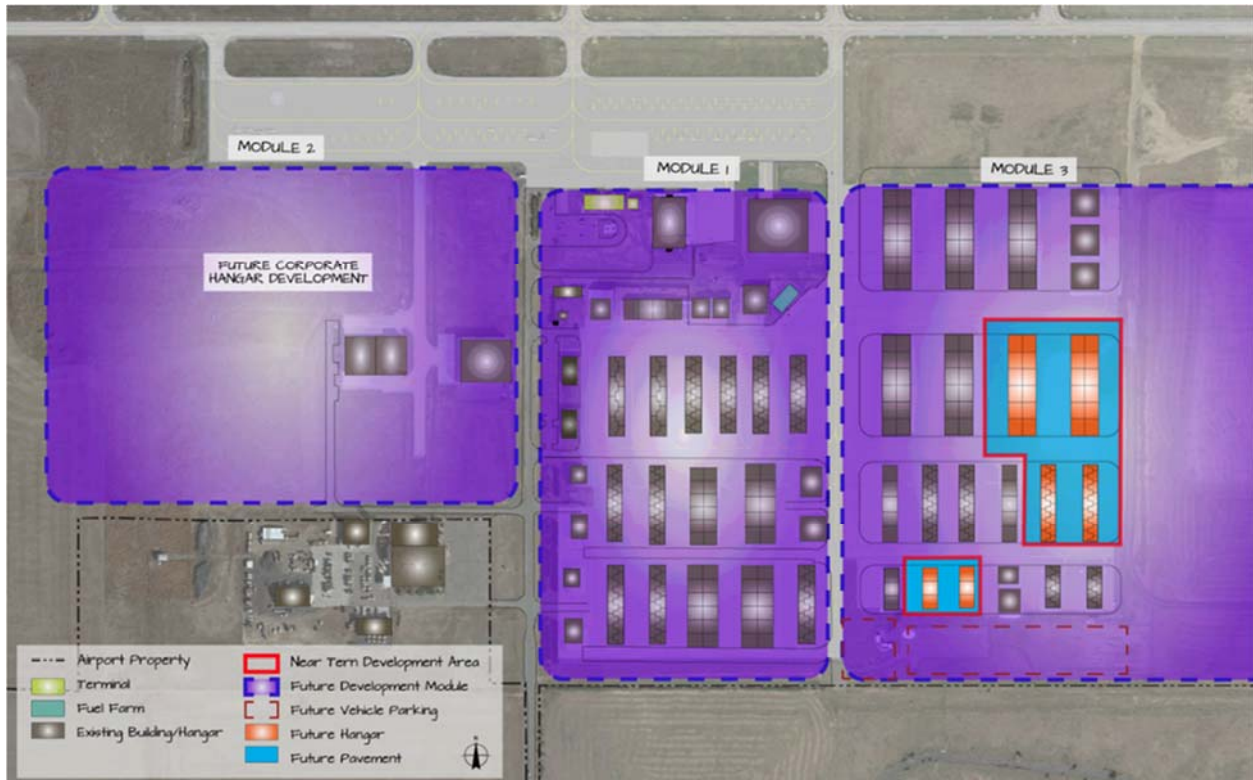 MODULE 2
MODULE 1
MODULE 3
FUTURE CORPORATE
HANGAR DEVELOPMENT
Airport Property
Terminal
Fuel Farm
Existing Building/Hangar
Near Term Development Area
Future Development Module
Future Vehicle Parking
Future Hangar
Future Pavement